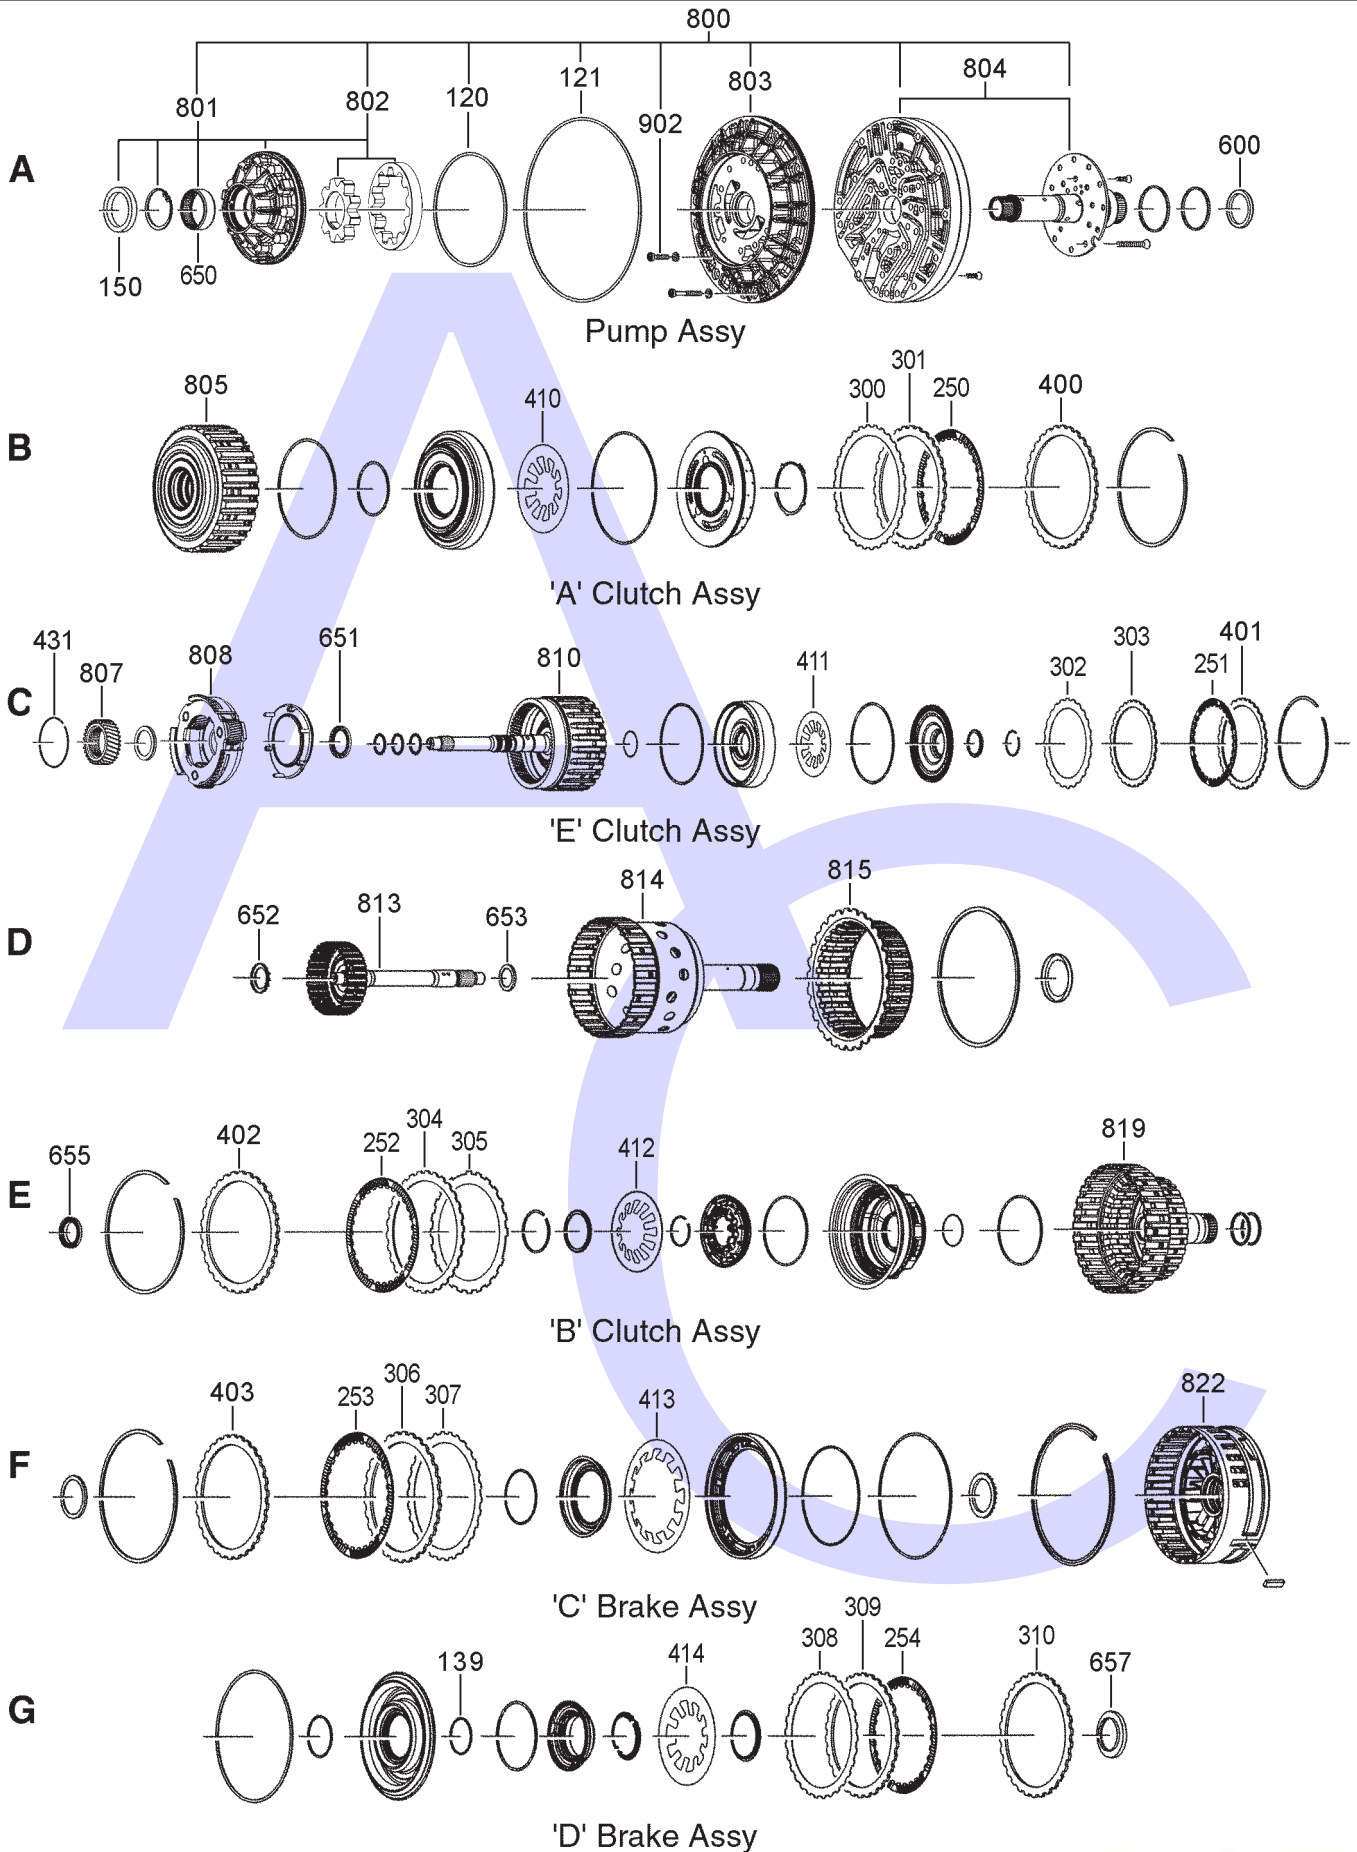 800
801 802 120 121 902 803 804 600
A
150 650
Pump Assy
805 410 300 301 250 400
B
'A' Clutch Assy
431 807 808 651 810 411 302 303 251 401
C
'E' Clutch Assy
652 813 653 814 815
D
655 402 252 304 305 412 819
E
'B' Clutch Assy
403 253 306 307 413 822
F
'C' Brake Assy
139 414 308 309 254 310 657
G
'D' Brake Assy